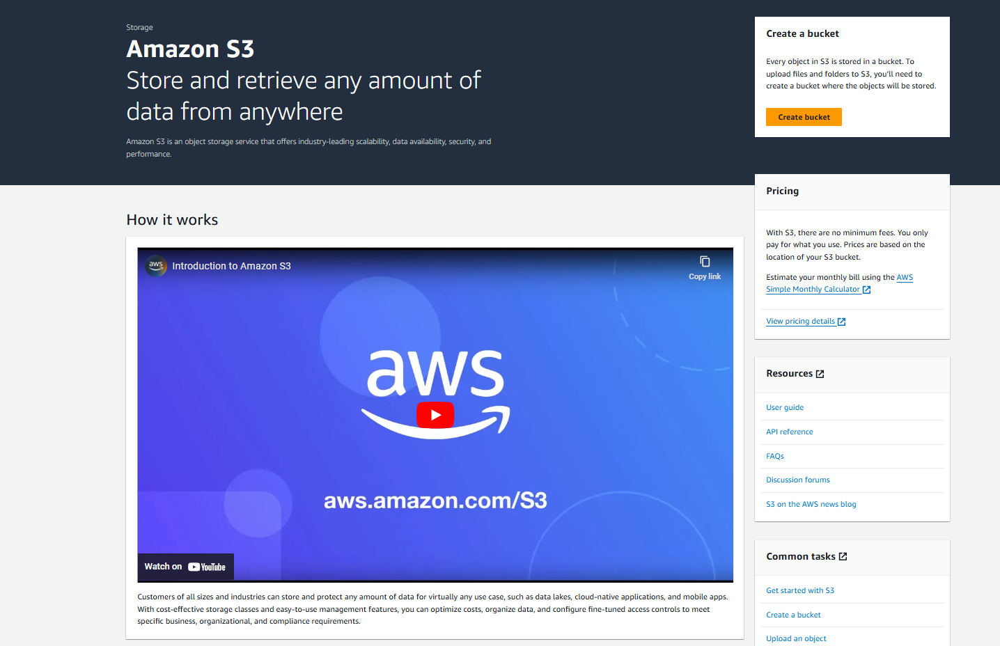 Storage
Amazon S3
Store and retrieve any amount of
data from anywhere
Amazon S3 is an object storage service that offers industry-leading scalability, data availability, security, and
performance.
Create a bucket
Every object in S3 is stored in a bucket. To
upload files and folders to S3, you'll need to
create a bucket where the objects will be stored.
Create bucket
How it works
aws
Introduction to Amazon S3
Copy link
aws
aws.amazon.com/S3
Watch on YouTube
Customers of all sizes and industries can store and protect any amount of data for virtually any use case, such as data lakes, cloud-native applications, and mobile apps.
With cost-effective storage classes and easy-to-use management features, you can optimize costs, organize data, and configure fine-tuned access controls to meet
specific business, organizational, and compliance requirements.
Pricing
With S3, there are no minimum fees. You only
pay for what you use. Prices are based on the
location of your S3 bucket.
Estimate your monthly bill using the AWS
Simple Monthly Calculator
View pricing details
Resources
User guide
API reference
FAQs
Discussion forums
S3 on the AWS news blog
Common tasks
Get started with S3
Create a bucket
Upload an object